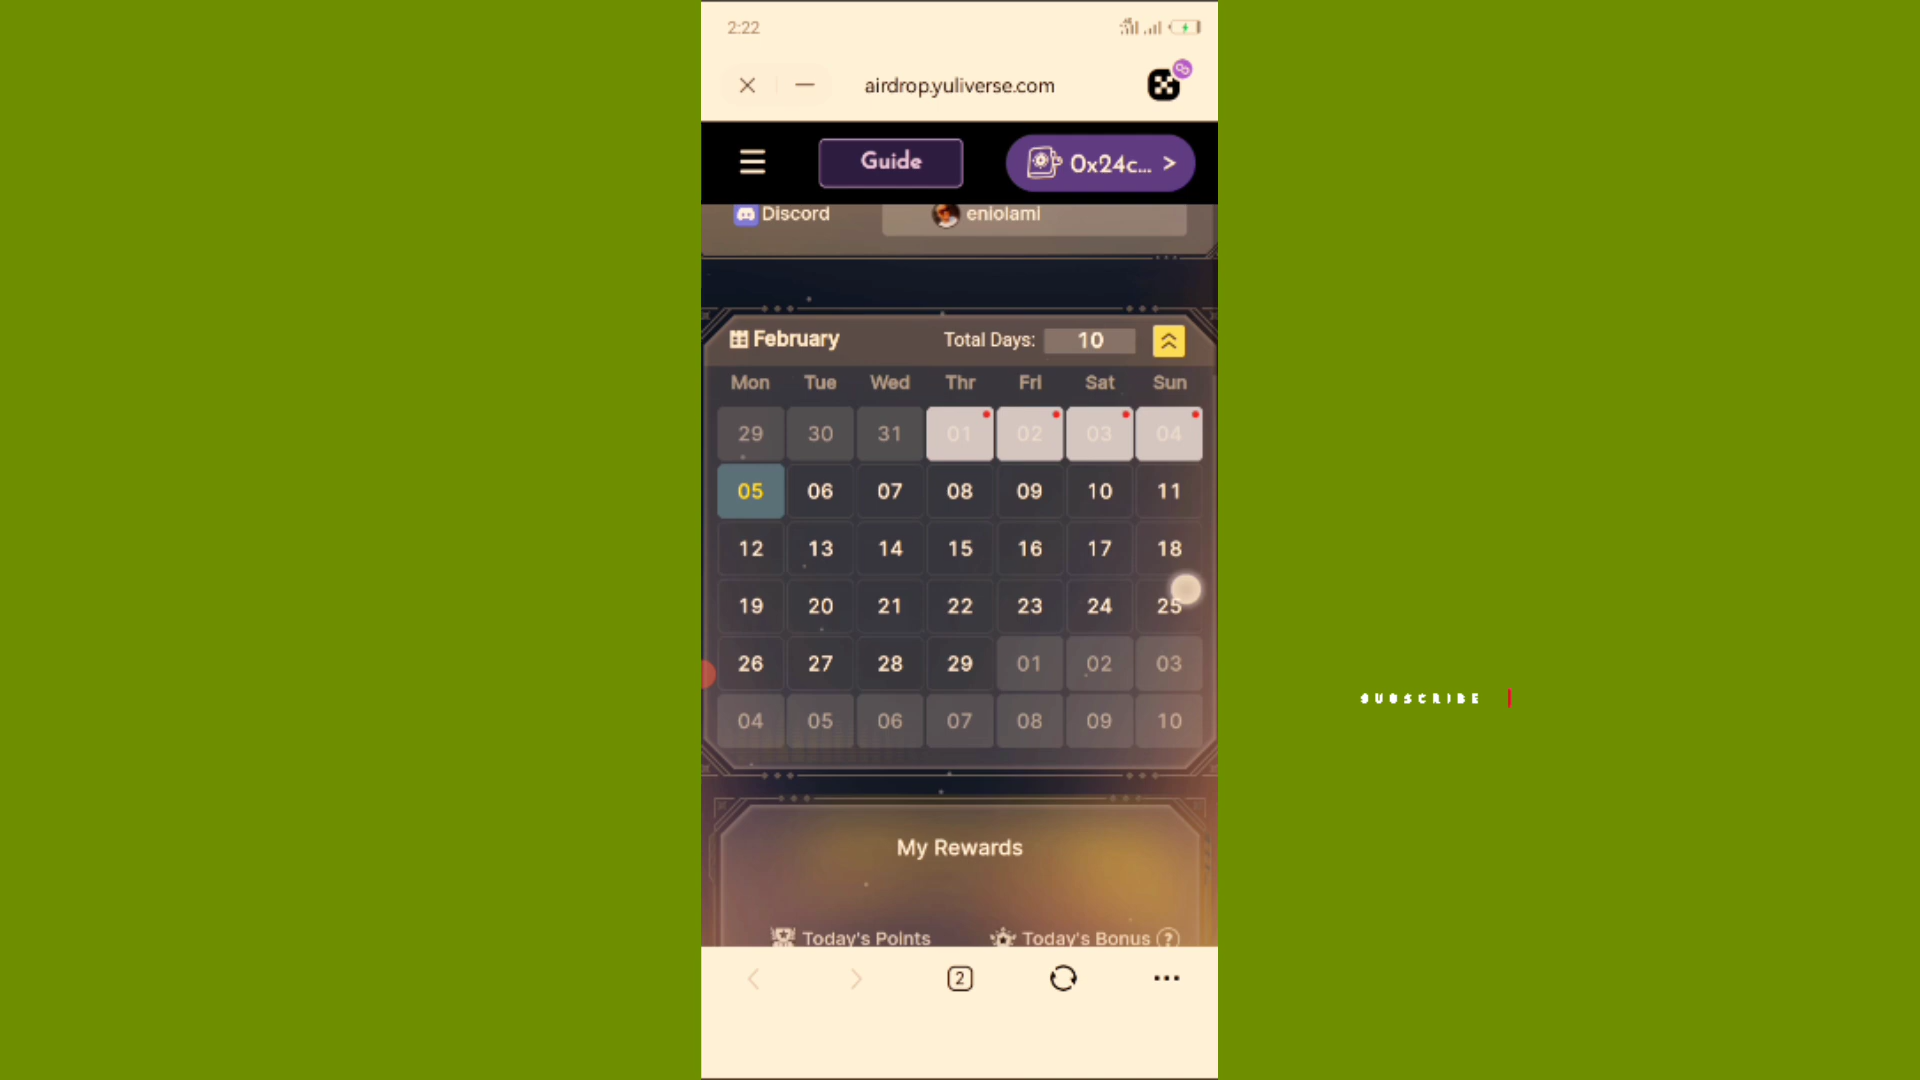 2:22
airdrop.yuliverse.com
Guide
0x24c... >
Discord
eniolami
February
Total Days: 10
Mon Tue Wed Thr Fri Sat Sun
29 30 31 01 02 03 04
05 06 07 08 09 10 11
12 13 14 15 16 17 18
19 20 21 22 23 24 25
26 27 28 29 01 02 03
04 05 06 07 08 09 10
My Rewards
Today's Points
Today's Bonus ?
2
SUBSCRIBE